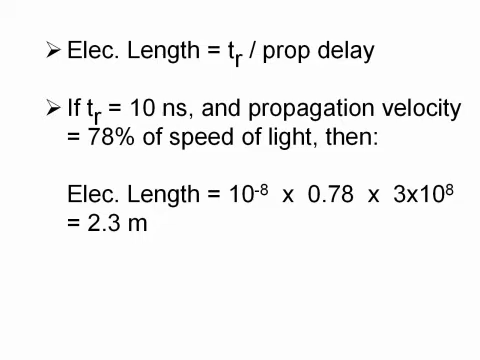 ➢ Elec. Length = tr / prop delay
➢ If tr = 10 ns, and propagation velocity
= 78% of speed of light, then:
Elec. Length = 10⁻⁸ x 0.78 x 3x10⁸
= 2.3 m